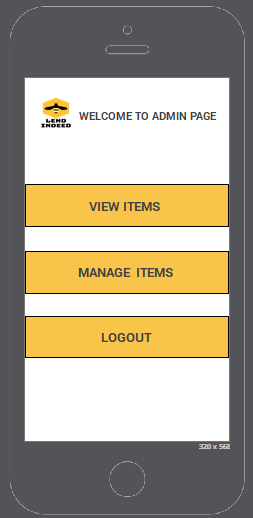 LEND
INDEED
WELCOME TO ADMIN PAGE
VIEW ITEMS
MANAGE ITEMS
LOGOUT
320 x 568